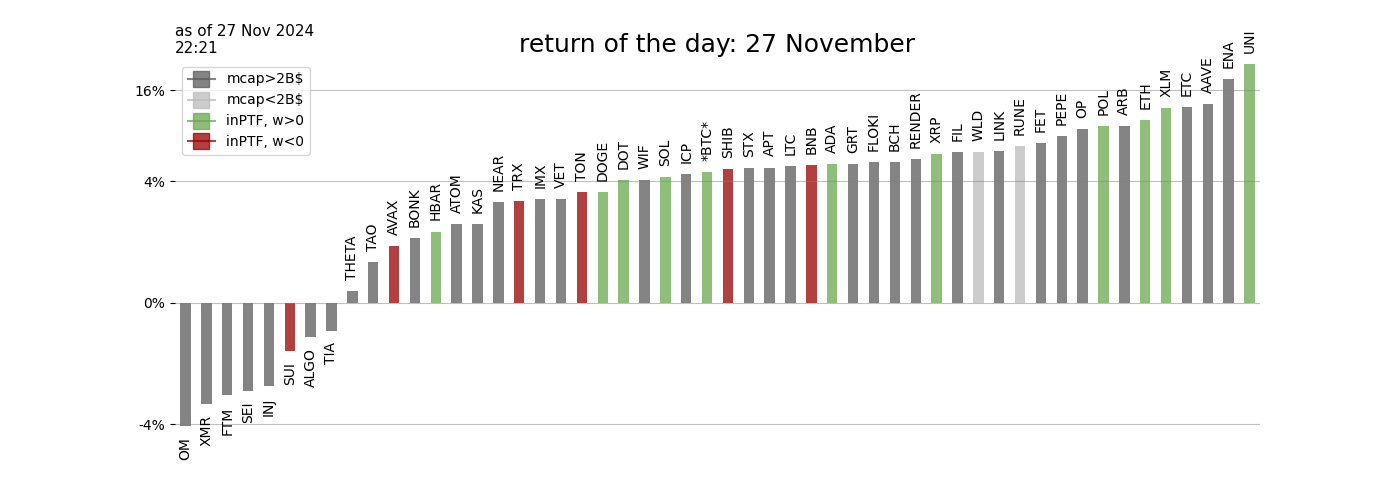 as of 27 Nov 2024
22:21
return of the day: 27 November
mcap>2B$
mcap<2B$
inPTF, w>0
inPTF, w<0
16%
4%
0%
-4%
OM
XMR
FTM
SEI
INJ
SUI
ALGO
TIA
THETA
TAO
AVAX
BONK
HBAR
ATOM
KAS
NEAR
TRX
IMX
VET
TON
DOGE
DOT
WIF
SOL
ICP
*BTC*
SHIB
STX
APT
LTC
BNB
ADA
GRT
FLOKI
BCH
RENDER
XRP
FIL
WLD
LINK
RUNE
FET
PEPE
OP
POL
ARB
ETH
XLM
ETC
AAVE
ENA
UNI